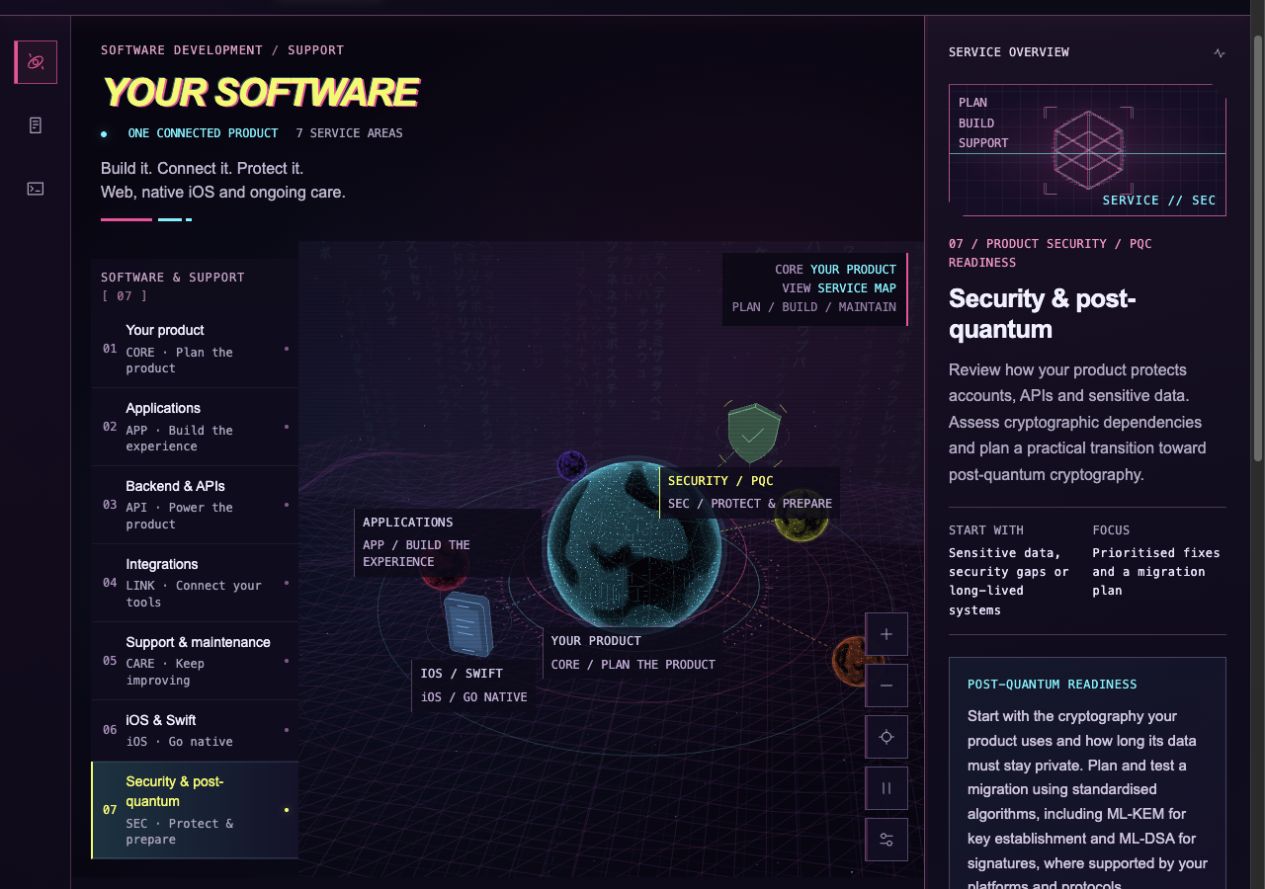 SOFTWARE DEVELOPMENT / SUPPORT
YOUR SOFTWARE
ONE CONNECTED PRODUCT 7 SERVICE AREAS
Build it. Connect it. Protect it.
Web, native iOS and ongoing care.
SOFTWARE & SUPPORT
[ 07 ]
01
Your product
CORE · Plan the
product
02
Applications
APP · Build the
experience
03
Backend & APIs
API · Power the
product
04
Integrations
LINK · Connect your
tools
05
Support & maintenance
CARE · Keep
improving
06
iOS & Swift
iOS · Go native
07
Security & post-
quantum
SEC · Protect &
prepare
CORE YOUR PRODUCT
VIEW SERVICE MAP
PLAN / BUILD / MAINTAIN
SECURITY / PQC
SEC / PROTECT & PREPARE
APPLICATIONS
APP / BUILD THE
EXPERIENCE
YOUR PRODUCT
CORE / PLAN THE PRODUCT
IOS / SWIFT
iOS / GO NATIVE
SERVICE OVERVIEW
PLAN
BUILD
SUPPORT
SERVICE // SEC
07 / PRODUCT SECURITY / PQC
READINESS
Security & post-
quantum
Review how your product protects
accounts, APIs and sensitive data.
Assess cryptographic dependencies
and plan a practical transition toward
post-quantum cryptography.
START WITH
Sensitive data,
security gaps or
long-lived
systems
FOCUS
Prioritised fixes
and a migration
plan
POST-QUANTUM READINESS
Start with the cryptography your
product uses and how long its data
must stay private. Plan and test a
migration using standardised
algorithms, including ML-KEM for
key establishment and ML-DSA for
signatures, where supported by your
platforms and protocols.